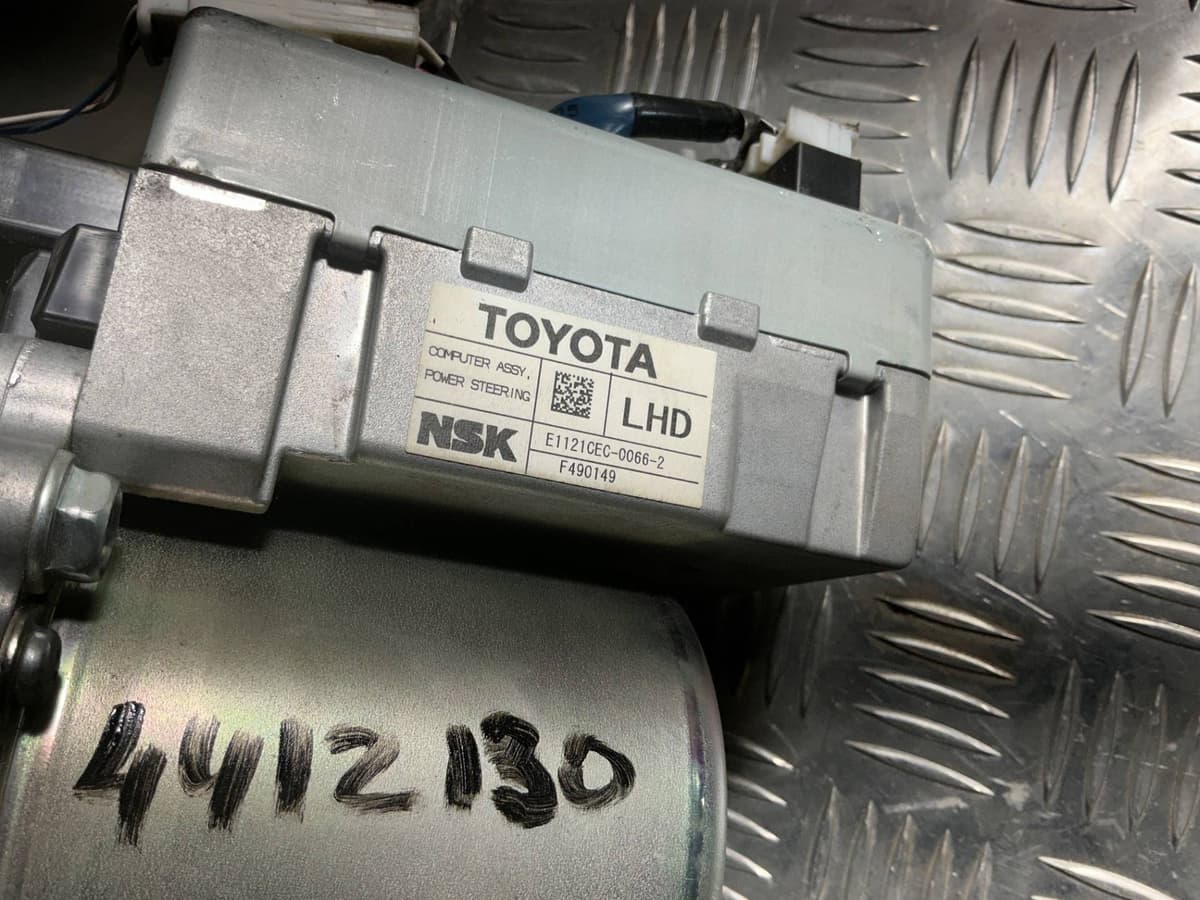 TOYOTA
COMPUTER ASSY,
POWER STEERING
LHD
NSK
E1121CEC-0066-2
F490149
4412130